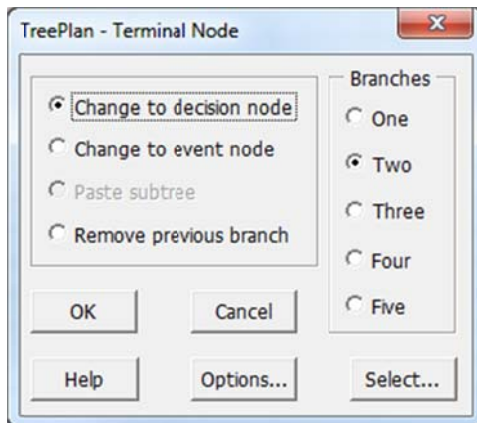 TreePlan - Terminal Node
Change to decision node
Change to event node
Paste subtree
Remove previous branch
Branches
One
Two
Three
Four
Five
OK
Cancel
Help
Options...
Select...